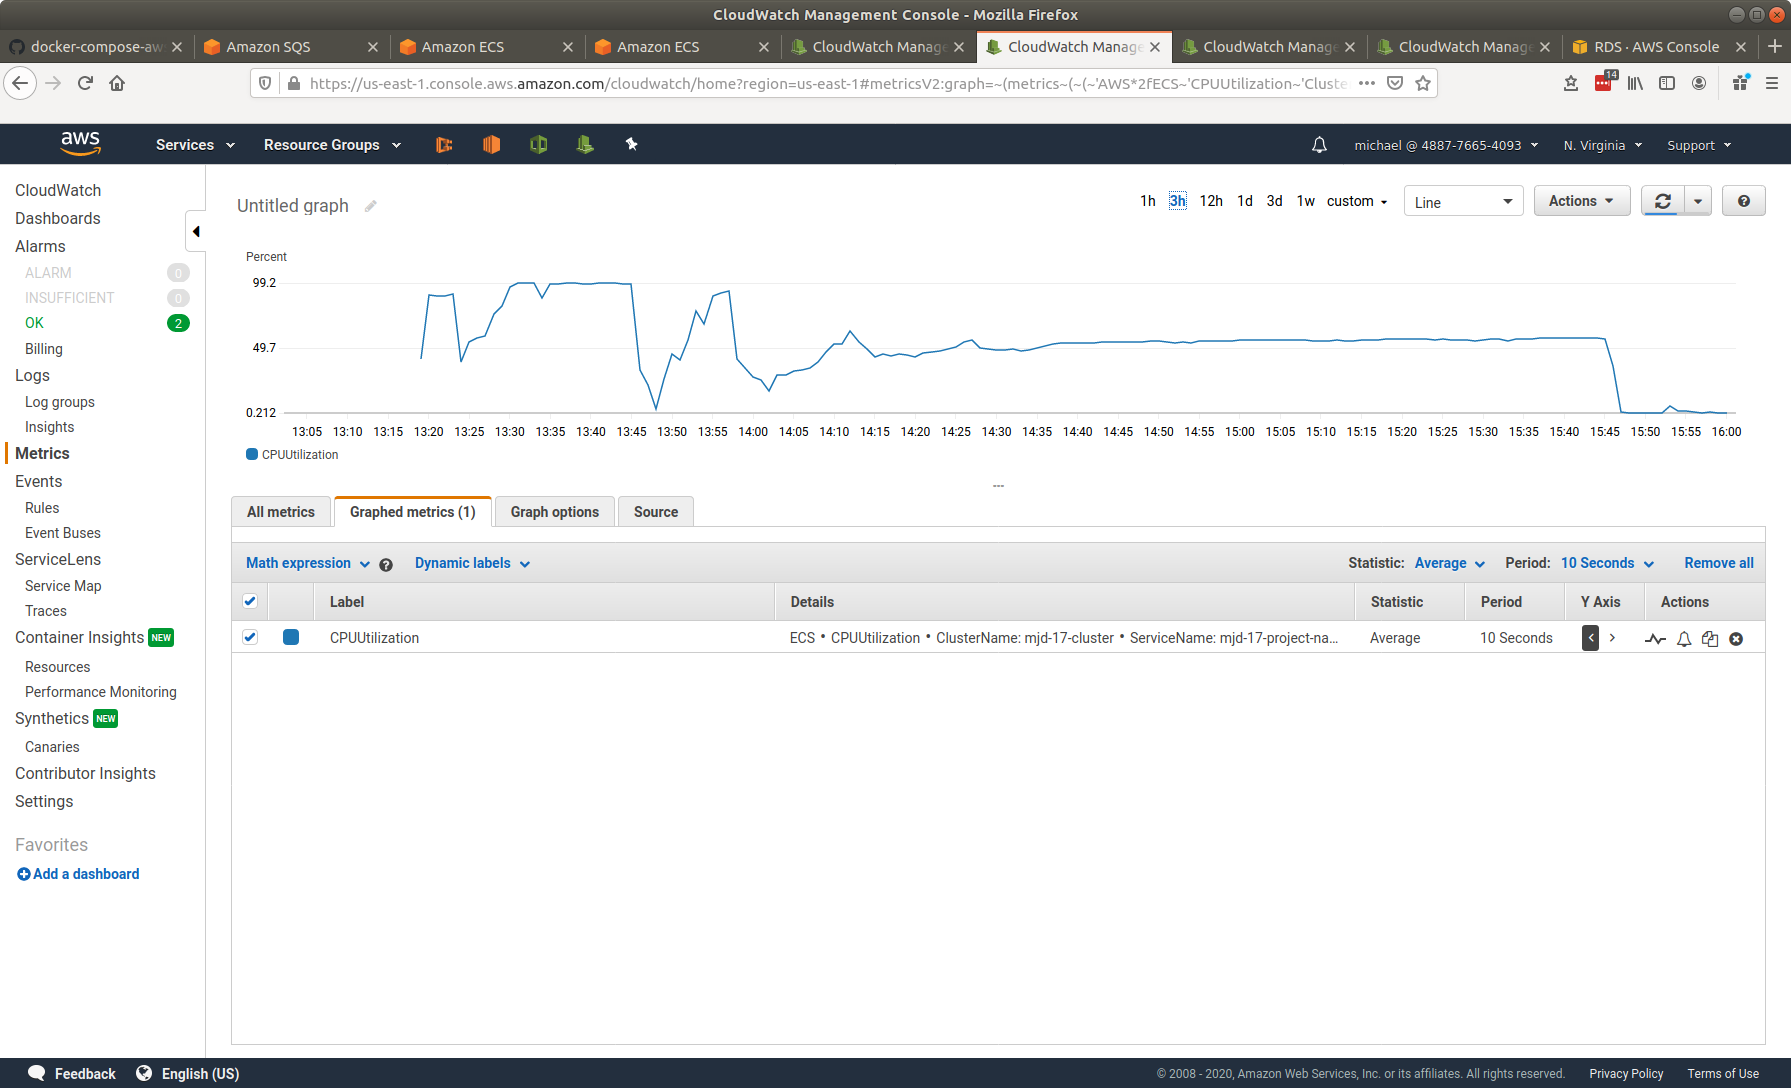 CloudWatch Management Console - Mozilla Firefox
docker-compose-aw
Amazon SQS
Amazon ECS
Amazon ECS
CloudWatch Manage
CloudWatch Manage
CloudWatch Manage
CloudWatch Manage
RDS · AWS Console
https://us-east-1.console.aws.amazon.com/cloudwatch/home?region=us-east-1#metricsV2:graph=~(metrics~(~(~'AWS*2fECS~'CPUUtilization~'Cluste
14
aws
Services
Resource Groups
michael @ 4887-7665-4093
N. Virginia
Support
CloudWatch
Dashboards
Alarms
ALARM 0
INSUFFICIENT 0
OK 2
Billing
Logs
Log groups
Insights
Metrics
Events
Rules
Event Buses
ServiceLens
Service Map
Traces
Container Insights NEW
Resources
Performance Monitoring
Synthetics NEW
Canaries
Contributor Insights
Settings
Favorites
Add a dashboard
Untitled graph
1h 3h 12h 1d 3d 1w custom
Line
Actions
Percent
99.2
49.7
0.212
13:05 13:10 13:15 13:20 13:25 13:30 13:35 13:40 13:45 13:50 13:55 14:00 14:05 14:10 14:15 14:20 14:25 14:30 14:35 14:40 14:45 14:50 14:55 15:00 15:05 15:10 15:15 15:20 15:25 15:30 15:35 15:40 15:45 15:50 15:55 16:00
CPUUtilization
All metrics
Graphed metrics (1)
Graph options
Source
Math expression
Dynamic labels
Statistic: Average
Period: 10 Seconds
Remove all
Label Details Statistic Period Y Axis Actions
CPUUtilization ECS • CPUUtilization • ClusterName: mjd-17-cluster • ServiceName: mjd-17-project-na... Average 10 Seconds
Feedback
English (US)
© 2008 - 2020, Amazon Web Services, Inc. or its affiliates. All rights reserved.
Privacy Policy
Terms of Use